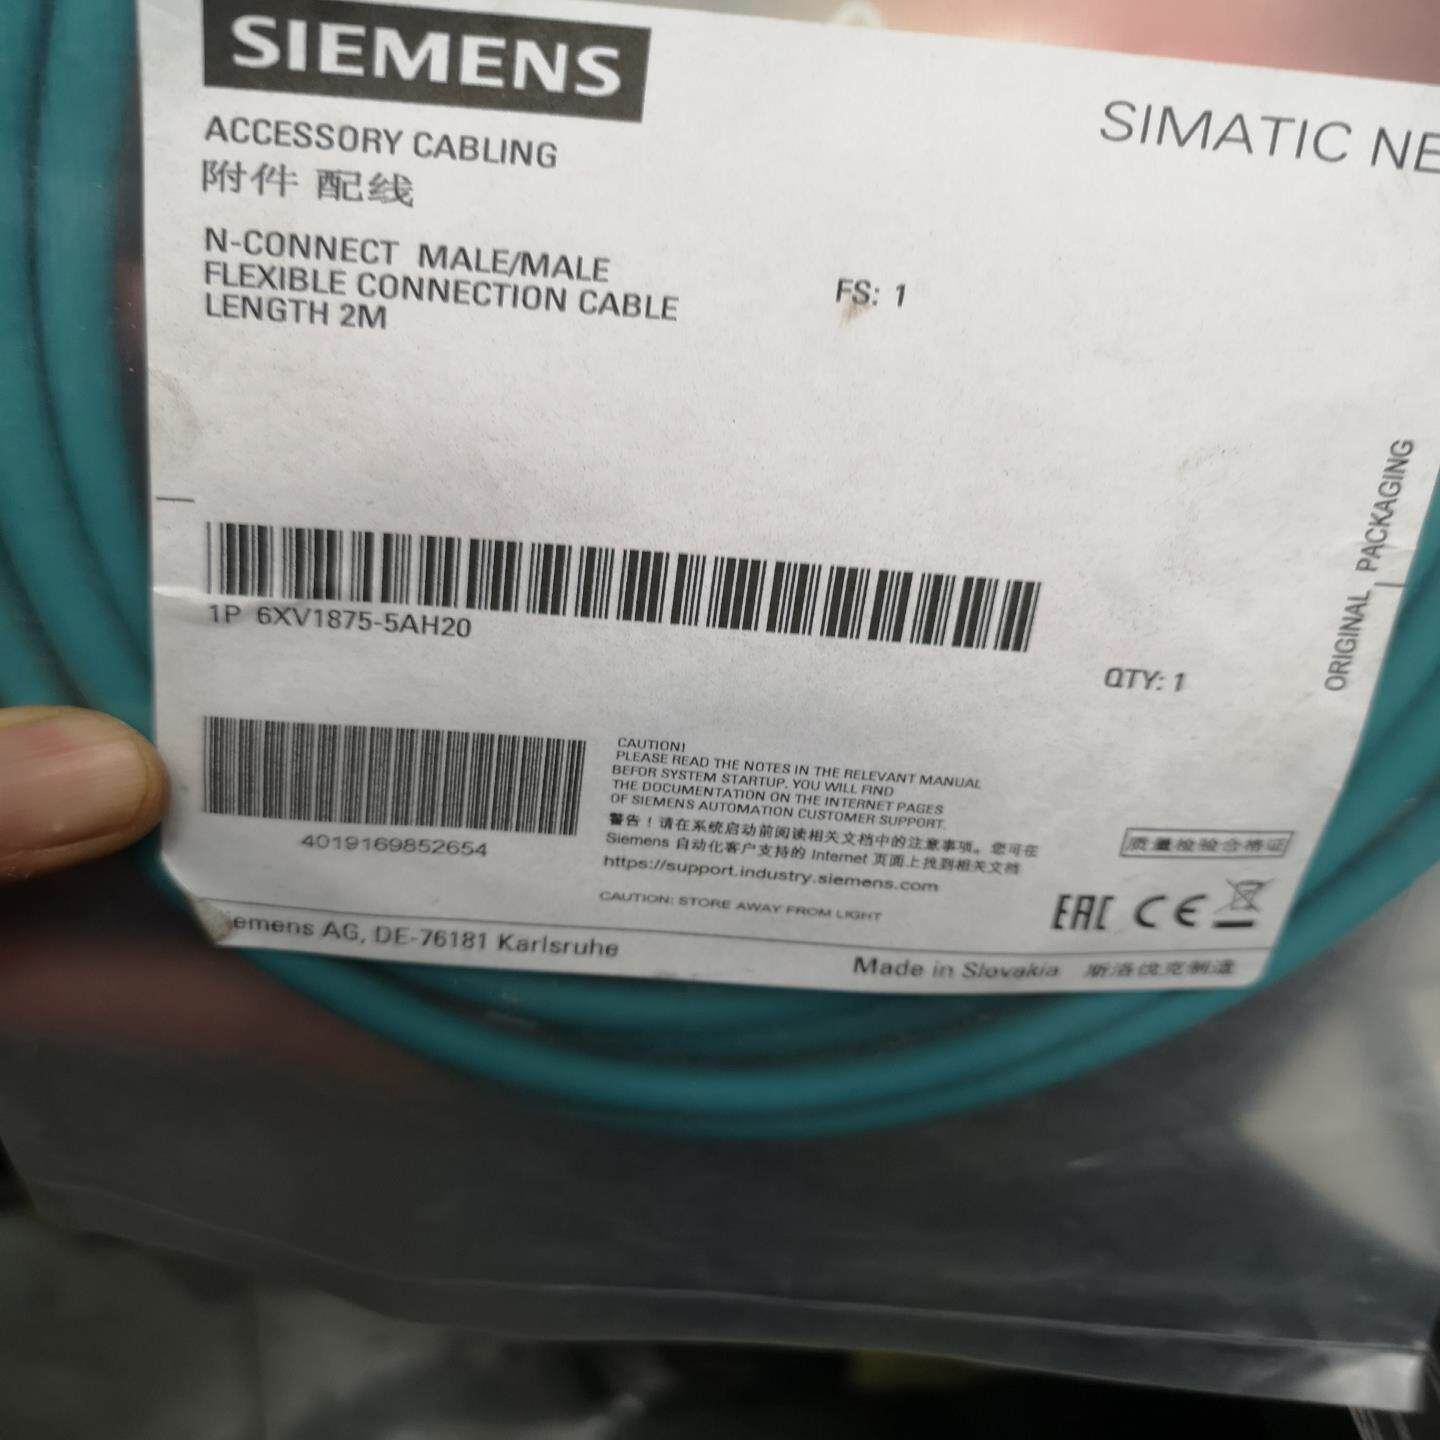 SIEMENS
SIMATIC NE
ACCESSORY CABLING
附件 配线
N-CONNECT MALE/MALE
FLEXIBLE CONNECTION CABLE
LENGTH 2M
FS: 1
ORIGINAL PACKAGING
1P 6XV1875-5AH20
QTY: 1
4019169852654
CAUTION!
PLEASE READ THE NOTES IN THE RELEVANT MANUAL
BEFOR SYSTEM STARTUP. YOU WILL FIND
THE DOCUMENTATION ON THE INTERNET PAGES
OF SIEMENS AUTOMATION CUSTOMER SUPPORT.
警告！请在系统启动前阅读相关文档中的注意事项。您可在
Siemens 自动化客户支持的 Internet 页面上找到相关文档
https://support.industry.siemens.com
CAUTION: STORE AWAY FROM LIGHT
质量检验合格证
EAC CE
emens AG, DE-76181 Karlsruhe
Made in Slovakia 斯洛伐克制造